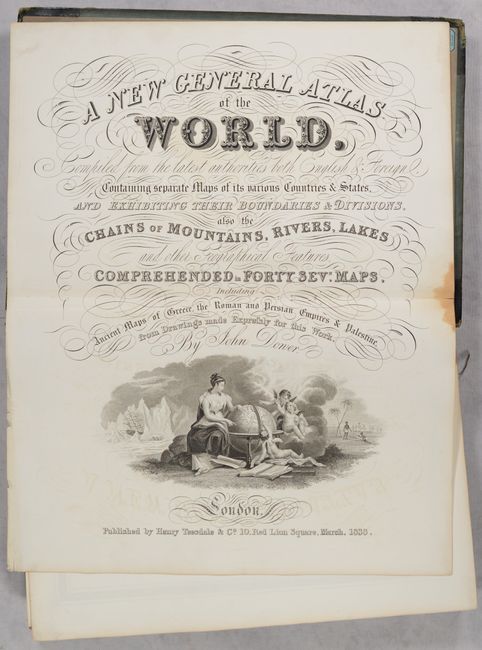 A NEW GENERAL ATLAS
of the
WORLD.
Compiled from the latest authorities both English & Foreign.
Containing separate Maps of its various Countries & States,
AND EXHIBITING THEIR BOUNDARIES & DIVISIONS,
also the
CHAINS OF MOUNTAINS, RIVERS, LAKES
and other Geographical Features,
COMPREHENDED IN FORTY SEVN. MAPS,
Including
Ancient Maps of Greece, the Roman and Persian Empires & Palestine
from Drawings made Expressly for this Work,
By John Dower
London,
Published by Henry Teesdale & Co. 10, Red Lion Square, March, 1838.